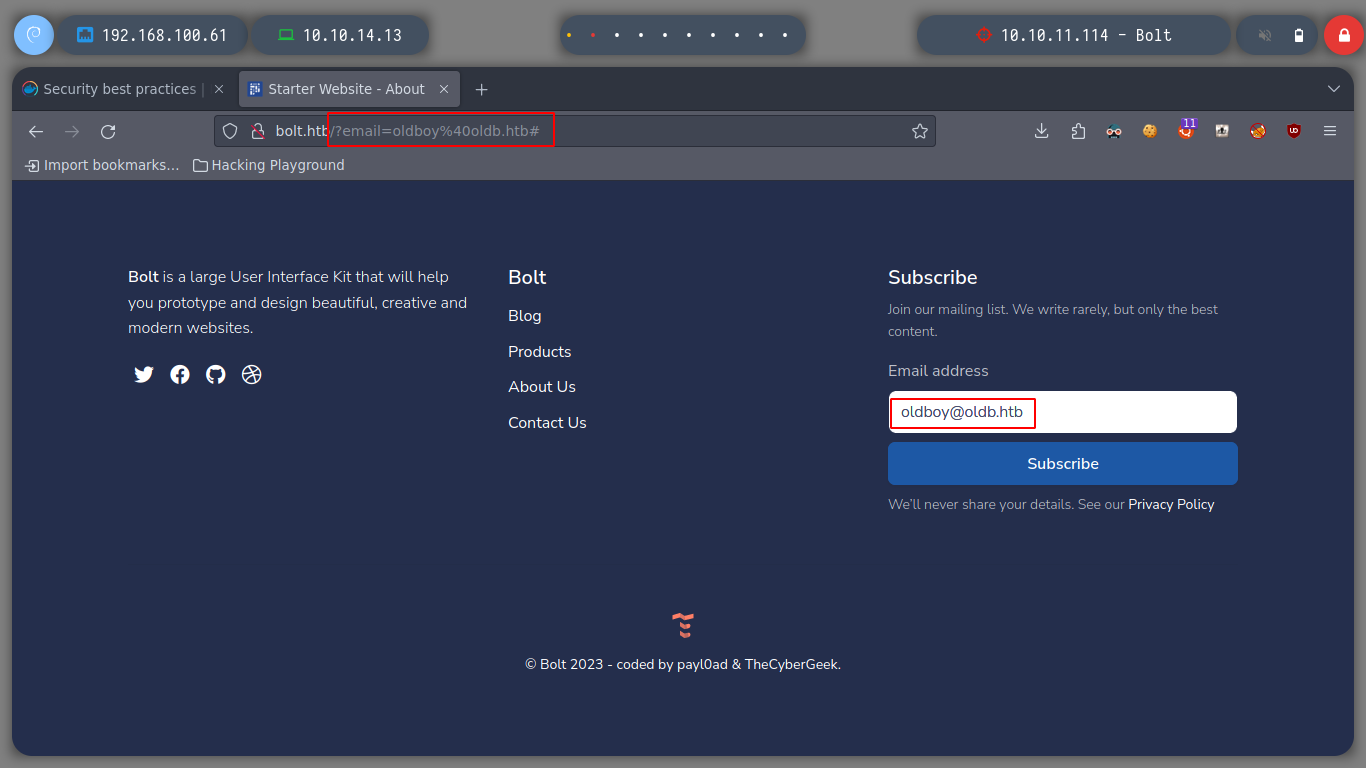 192.168.100.61
10.10.14.13
10.10.11.114 - Bolt
Security best practices |
Starter Website - About
bolt.htb/?email=oldboy%40oldb.htb#
11
Import bookmarks...
Hacking Playground
Bolt is a large User Interface Kit that will help
you prototype and design beautiful, creative and
modern websites.
Bolt
Blog
Products
About Us
Contact Us
Subscribe
Join our mailing list. We write rarely, but only the best
content.
Email address
oldboy@oldb.htb
Subscribe
We'll never share your details. See our Privacy Policy
© Bolt 2023 - coded by payl0ad & TheCyberGeek.